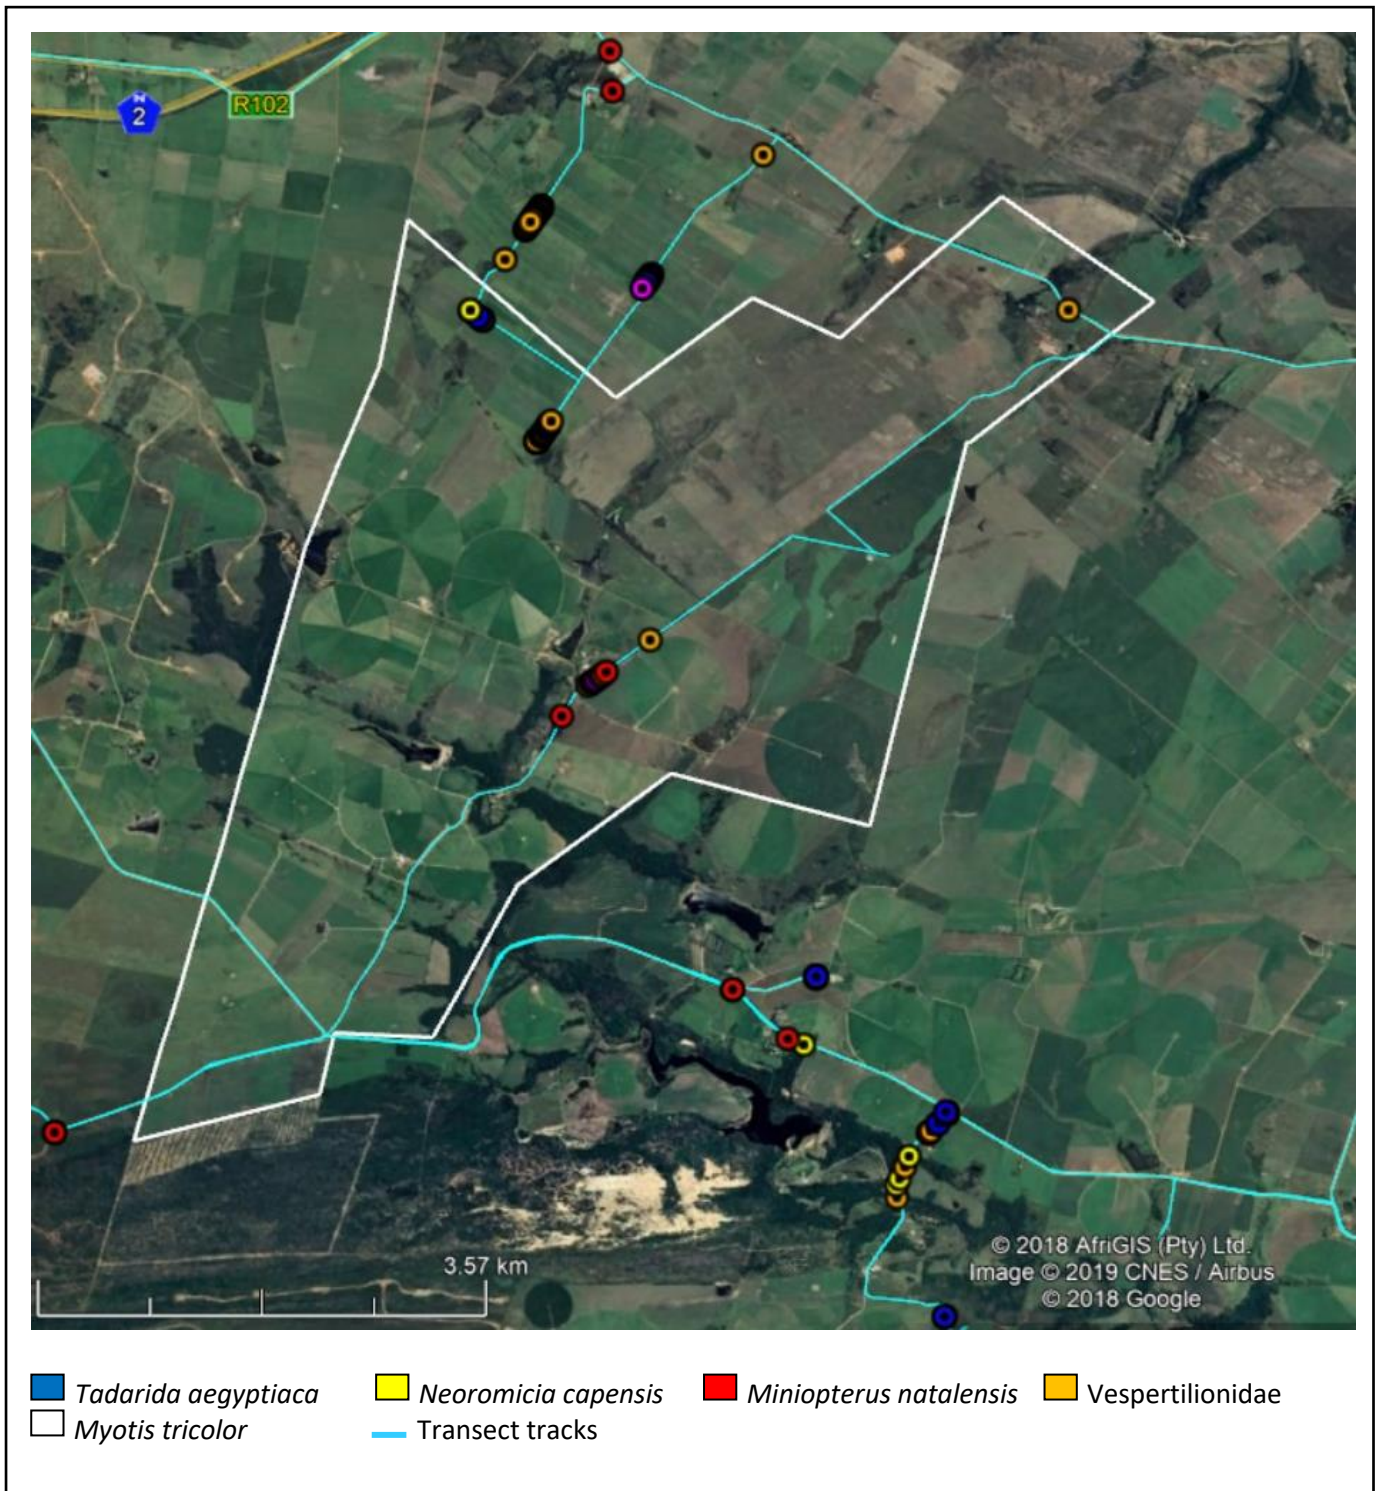 N
2
R102
3.57 km
© 2018 AfriGIS (Pty) Ltd.
Image © 2019 CNES / Airbus
© 2018 Google
Tadarida aegyptiaca Neoromicia capensis Miniopterus natalensis Vespertilionidae
Myotis tricolor Transect tracks